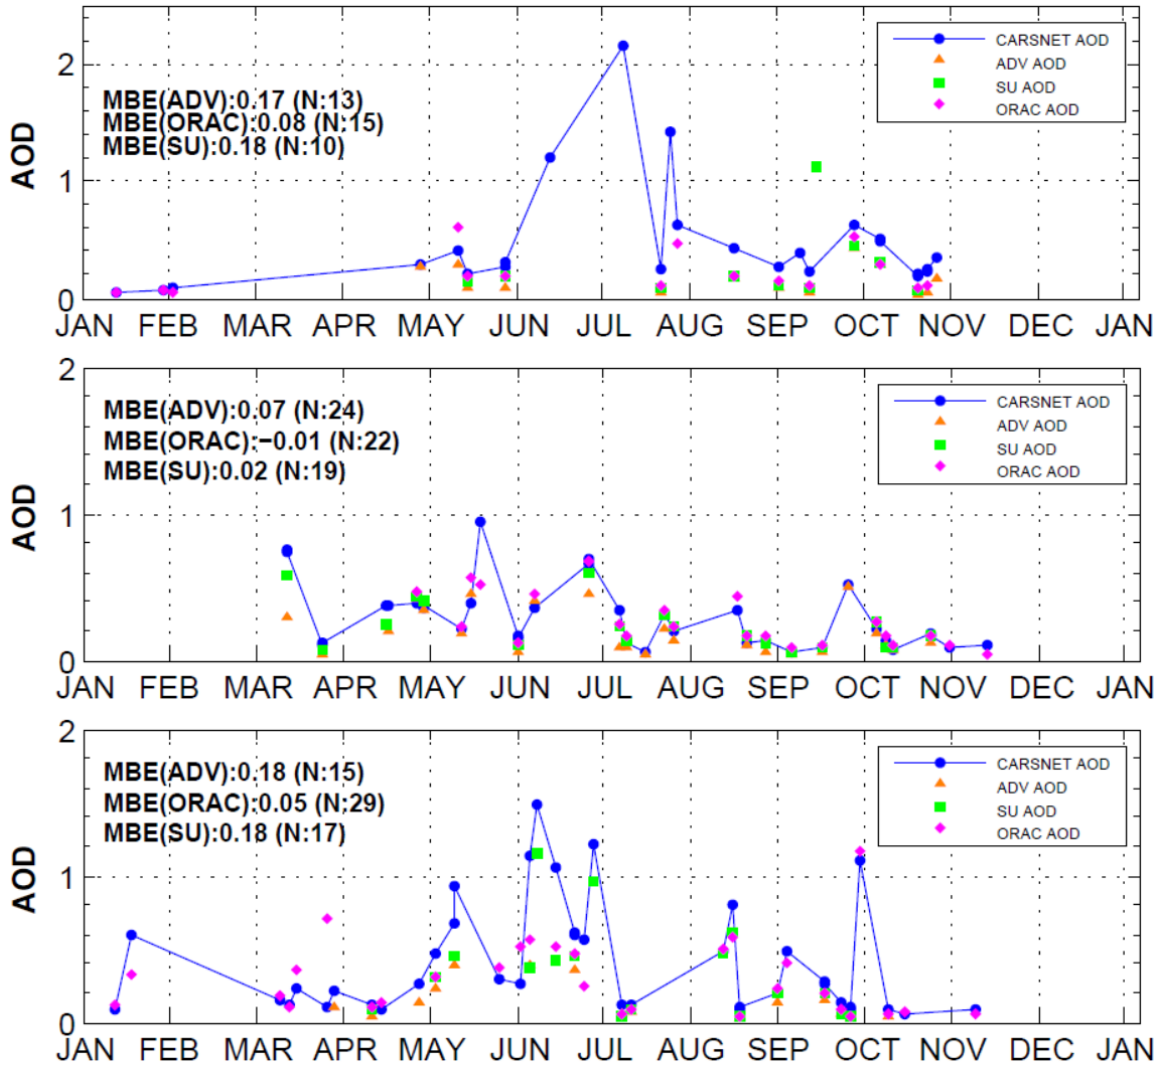 AOD
2
1
0
MBE(ADV):0.17 (N:13)
MBE(ORAC):0.08 (N:15)
MBE(SU):0.18 (N:10)
CARSNET AOD
ADV AOD
SU AOD
ORAC AOD
JAN FEB MAR APR MAY JUN JUL AUG SEP OCT NOV DEC JAN
AOD
2
1
0
MBE(ADV):0.07 (N:24)
MBE(ORAC):−0.01 (N:22)
MBE(SU):0.02 (N:19)
CARSNET AOD
ADV AOD
SU AOD
ORAC AOD
JAN FEB MAR APR MAY JUN JUL AUG SEP OCT NOV DEC JAN
AOD
2
1
0
MBE(ADV):0.18 (N:15)
MBE(ORAC):0.05 (N:29)
MBE(SU):0.18 (N:17)
CARSNET AOD
ADV AOD
SU AOD
ORAC AOD
JAN FEB MAR APR MAY JUN JUL AUG SEP OCT NOV DEC JAN